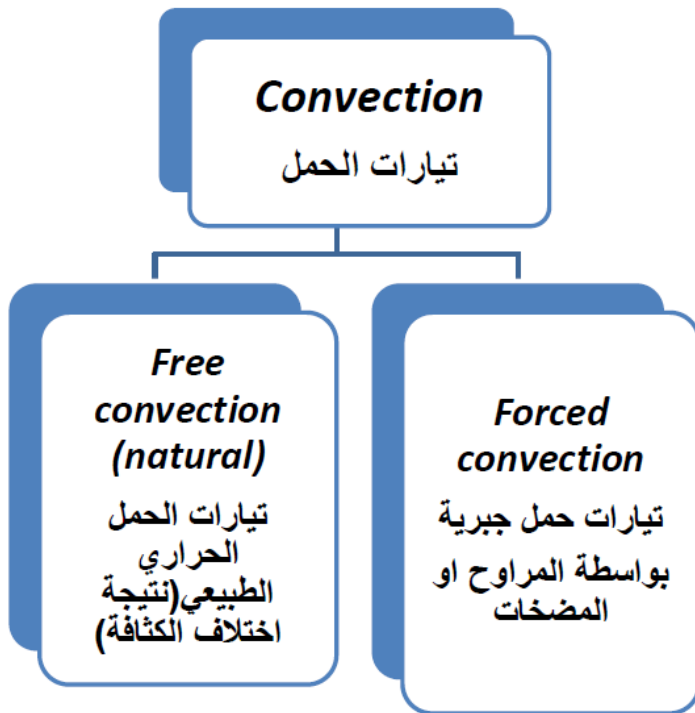 Convection
تيارات الحمل
Free
convection
(natural)
تيارات الحمل
الحراري
الطبيعي(نتيجة
اختلاف الكثافة)
Forced
convection
تيارات حمل جبرية
بواسطة المراوح او
المضخات